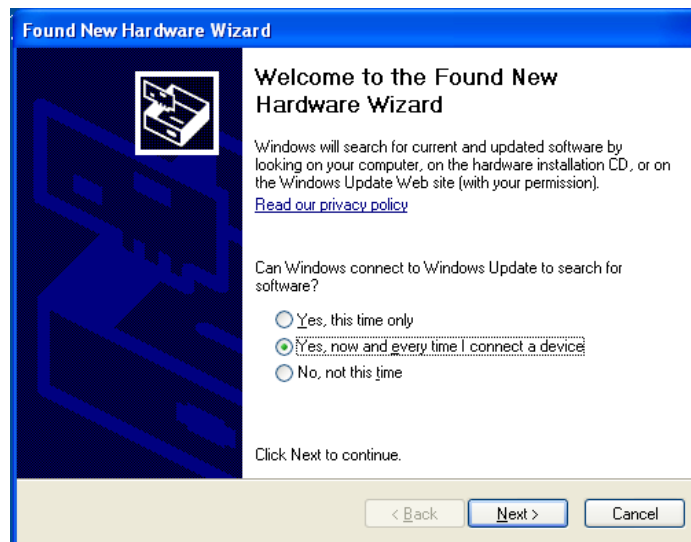 Found New Hardware Wizard
Welcome to the Found New
Hardware Wizard
Windows will search for current and updated software by
looking on your computer, on the hardware installation CD, or on
the Windows Update Web site (with your permission).
Read our privacy policy
Can Windows connect to Windows Update to search for
software?
Yes, this time only
Yes, now and every time I connect a device
No, not this time
Click Next to continue.
< Back
Next >
Cancel